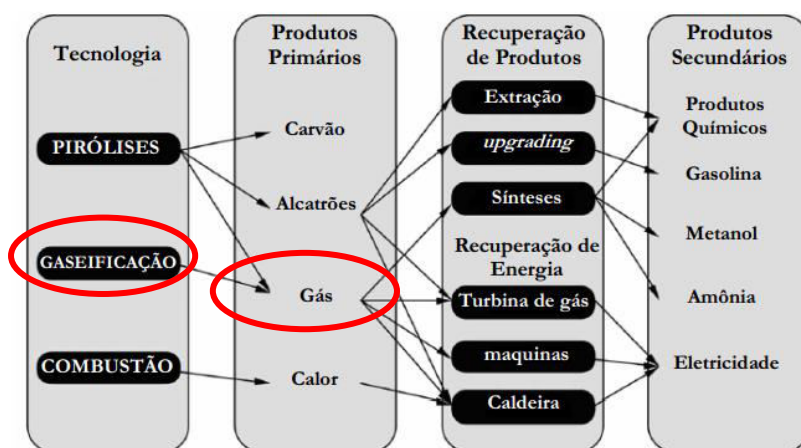 Tecnologia
PIRÓLISES
GASEIFICAÇÃO
COMBUSTÃO
Produtos
Primários
Carvão
Alcatrões
Gás
Calor
Recuperação
de Produtos
Extração
upgrading
Sínteses
Recuperação de
Energia
Turbina de gás
maquinas
Caldeira
Produtos
Secundários
Produtos
Químicos
Gasolina
Metanol
Amônia
Eletricidade